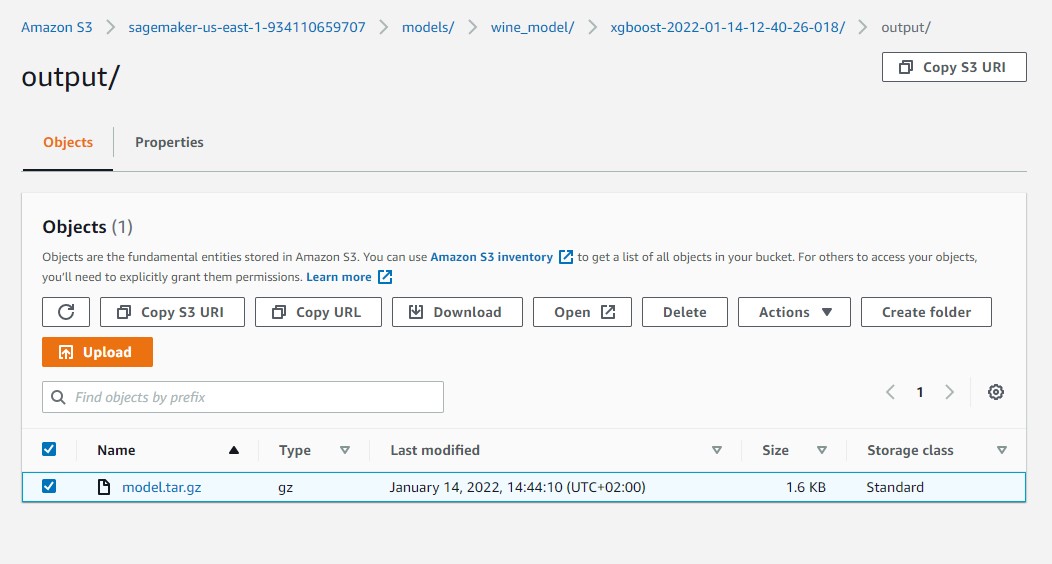 Amazon S3 > sagemaker-us-east-1-934110659707 > models/ > wine_model/ > xgboost-2022-01-14-12-40-26-018/ > output/
output/
Copy S3 URI
Objects
Properties
Objects (1)
Objects are the fundamental entities stored in Amazon S3. You can use Amazon S3 inventory to get a list of all objects in your bucket. For others to access your objects,
you'll need to explicitly grant them permissions. Learn more
Copy S3 URI Copy URL Download Open Delete Actions Create folder
Upload
Find objects by prefix
1
Name Type Last modified Size Storage class
model.tar.gz gz January 14, 2022, 14:44:10 (UTC+02:00) 1.6 KB Standard